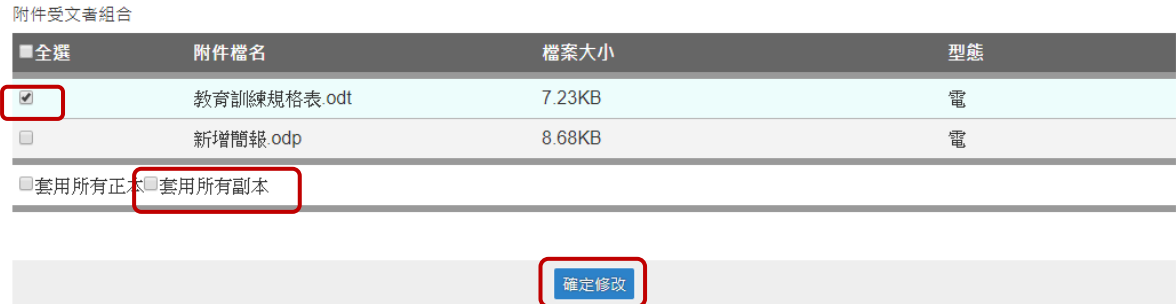 附件受文者組合
全選 附件檔名 檔案大小 型態
教育訓練規格表.odt 7.23KB 電
新增簡報.odp 8.68KB 電
套用所有正本 套用所有副本
確定修改